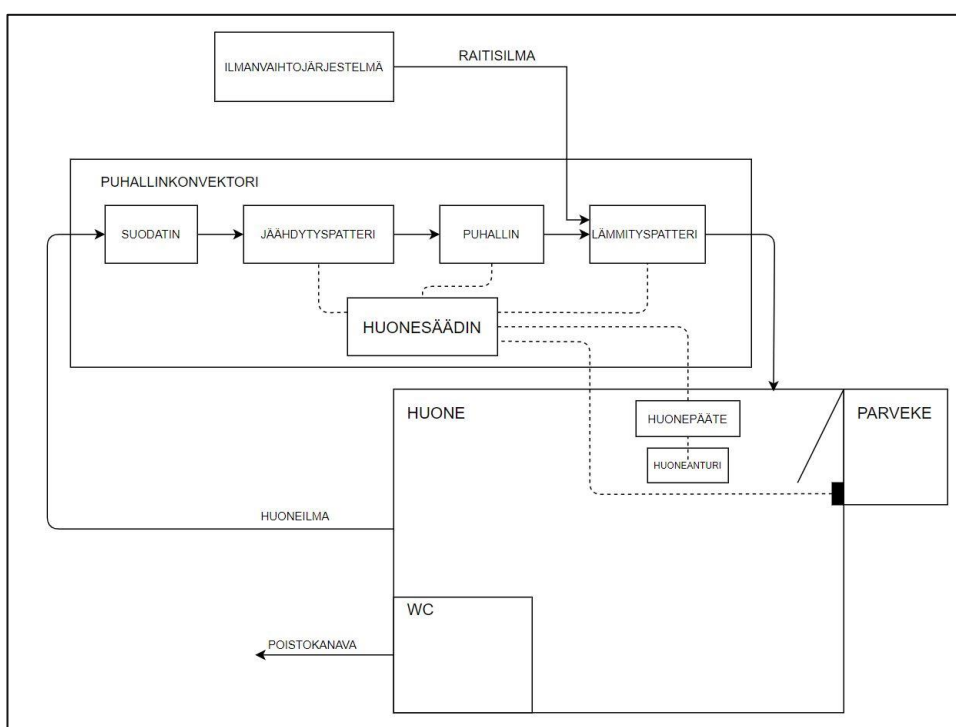 ILMANVAIHTOJÄRJESTELMÄ
RAITISILMA
PUHALLINKONVEKTORI
SUODATIN
JÄÄHDYTYSPATTERI
PUHALLIN
LÄMMITYSPATTERI
HUONESÄÄDIN
HUONE
HUONEPÄÄTE
PARVEKE
HUONEANTURI
HUONEILMA
WC
POISTOKANAVA